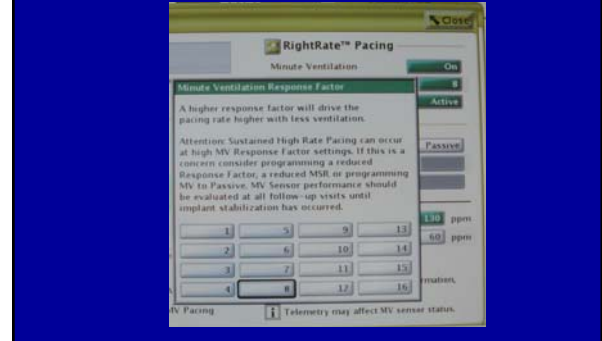 Close
RightRate™ Pacing
Minute Ventilation
On
Minute Ventilation Response Factor
8
A higher response factor will drive the
pacing rate higher with less ventilation.
Active
Attention: Sustained High Rate Pacing can occur
at high MV Response Factor settings. If this is a
concern consider programming a reduced
Response Factor, a reduced MSR or programming
MV to Passive. MV Sensor performance should
be evaluated at all follow-up visits until
implant stabilization has occurred.
Passive
130 ppm
60 ppm
1 5 9 13
2 6 10 14
3 7 11 15
4 8 12 16
MV Pacing
Telemetry may affect MV sensor status.